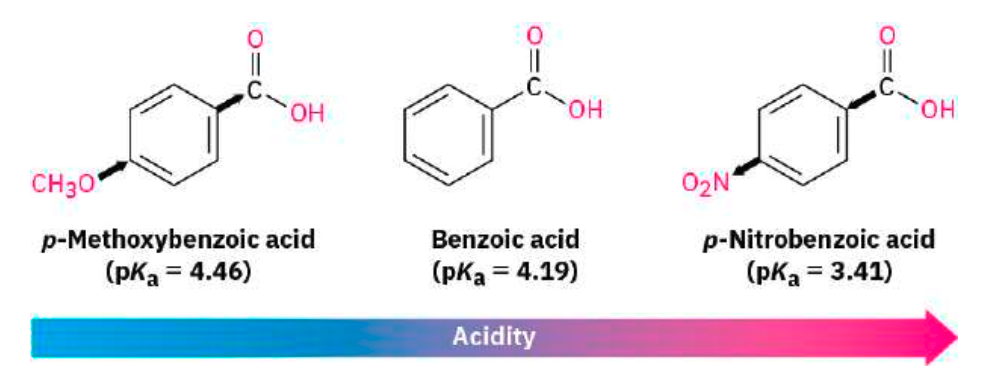 O
C
OH
CH3O
p-Methoxybenzoic acid
(pKa = 4.46)
O
C
OH
Benzoic acid
(pKa = 4.19)
O
C
OH
O2N
p-Nitrobenzoic acid
(pKa = 3.41)
Acidity